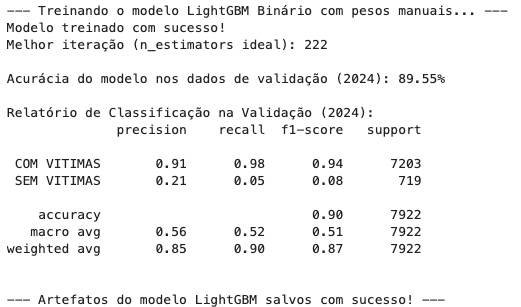 --- Treinando o modelo LightGBM Binário com pesos manuais... ---
Modelo treinado com sucesso!
Melhor iteração (n_estimators ideal): 222
Acurácia do modelo nos dados de validação (2024): 89.55%
Relatório de Classificação na Validação (2024):
precision recall f1-score support
COM VITIMAS 0.91 0.98 0.94 7203
SEM VITIMAS 0.21 0.05 0.08 719
accuracy 0.90 7922
macro avg 0.56 0.52 0.51 7922
weighted avg 0.85 0.90 0.87 7922
--- Artefatos do modelo LightGBM salvos com sucesso! ---